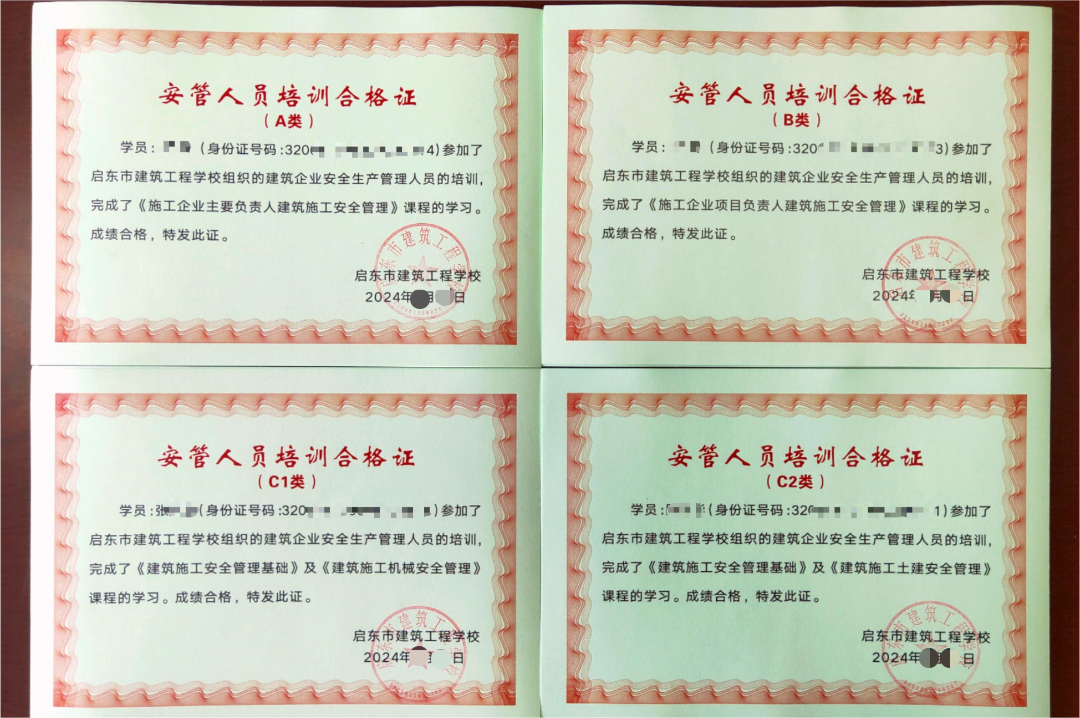 安管人员培训合格证
（A类）
学员： （身份证号码:320 4)参加了
启东市建筑工程学校组织的建筑企业安全生产管理人员的培训，
完成了《施工企业主要负责人建筑施工安全管理》课程的学习。
成绩合格，特发此证。
启东市建筑工程学校
2024年 月 日
安管人员培训合格证
（B类）
学员： （身份证号码:320 3)参加了
启东市建筑工程学校组织的建筑企业安全生产管理人员的培训，
完成了《施工企业项目负责人建筑施工安全管理》课程的学习。
成绩合格，特发此证。
启东市建筑工程学校
2024 月 日
安管人员培训合格证
（C1类）
学员:张 （身份证号码:320 )参加了
启东市建筑工程学校组织的建筑企业安全生产管理人员的培训，
完成了《建筑施工安全管理基础》及《建筑施工机械安全管理》
课程的学习。成绩合格，特发此证。
启东市建筑工程学校
2024年 日
安管人员培训合格证
（C2类）
学员: （身份证号码:320 1)参加了
启东市建筑工程学校组织的建筑企业安全生产管理人员的培训，
完成了《建筑施工安全管理基础》及《建筑施工土建安全管理》
课程的学习。成绩合格，特发此证。
启东市建筑工程学校
2024年 日